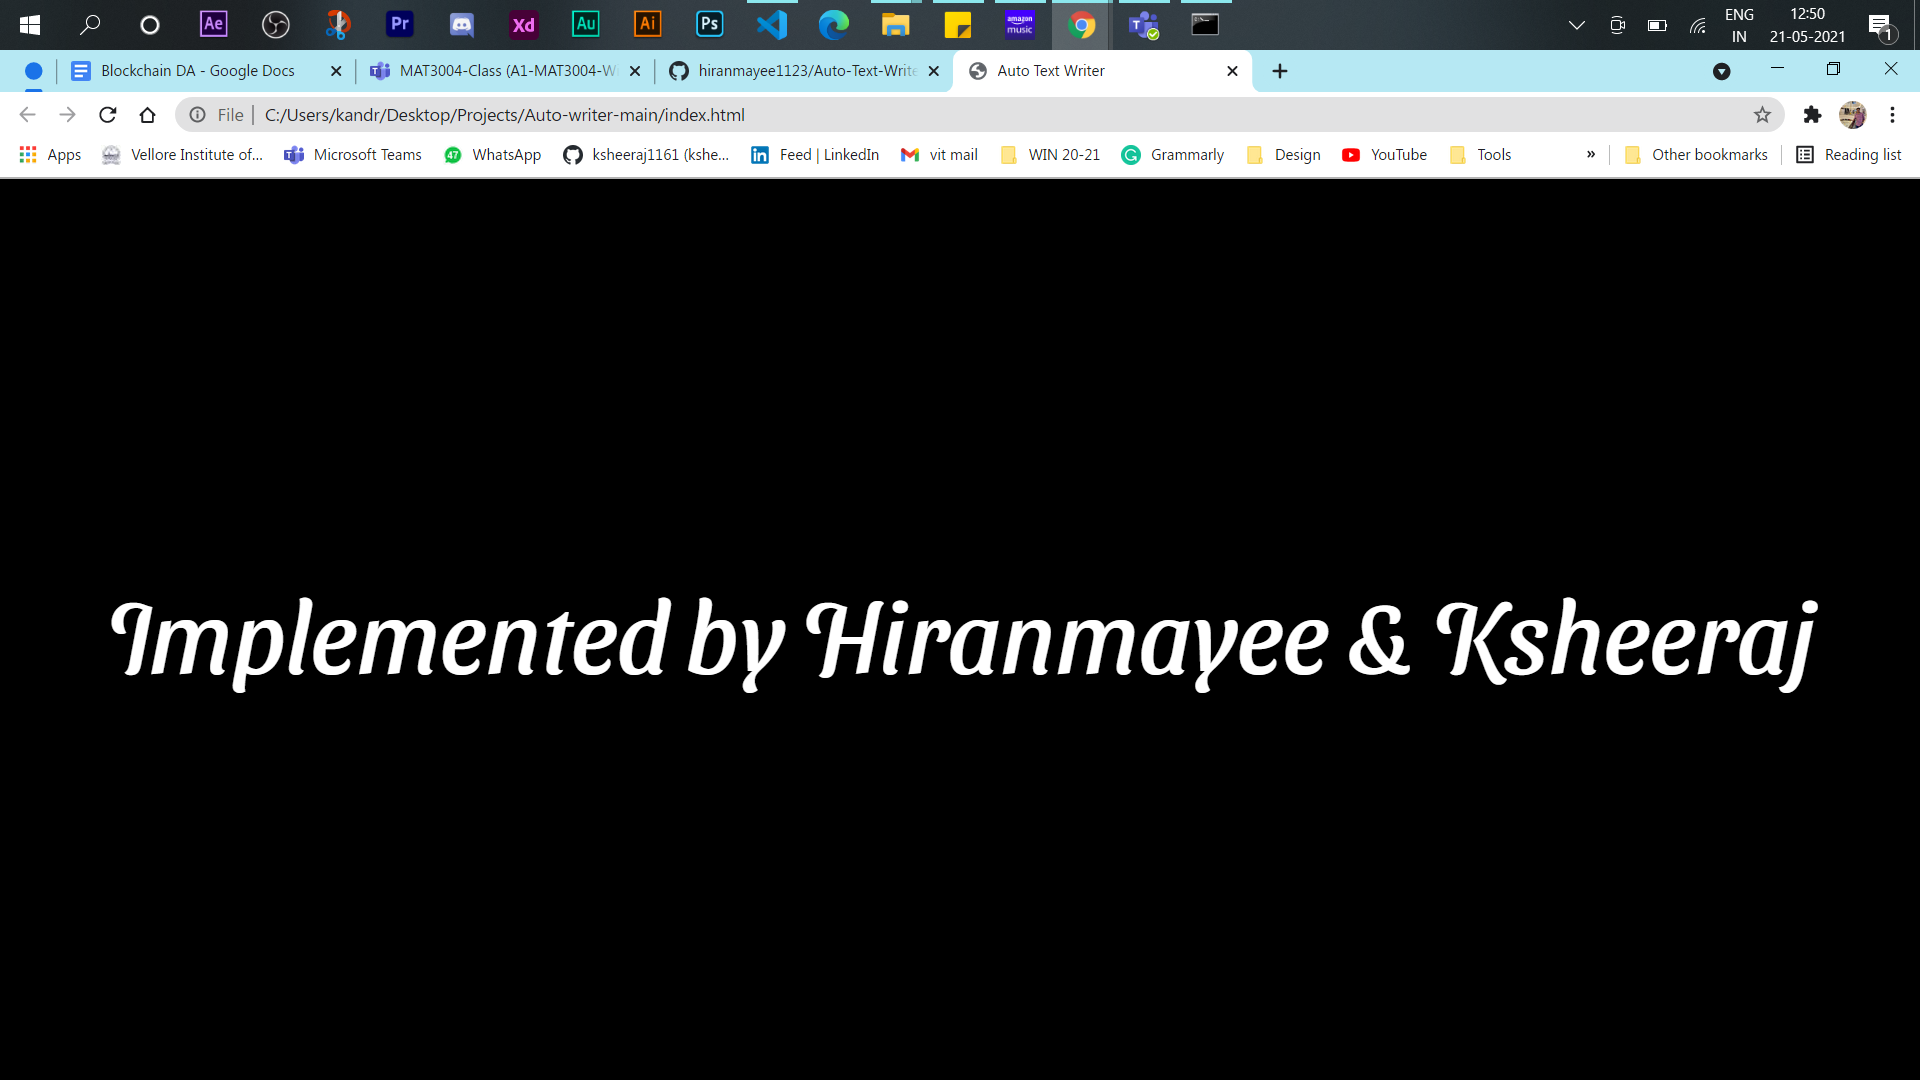 Ae Pr Xd Au Ai Ps amazon music T ENG 12:50
IN 21-05-2021 1
Blockchain DA - Google Docs MAT3004-Class (A1-MAT3004-W hiranmayee1123/Auto-Text-Write Auto Text Writer
File C:/Users/kandr/Desktop/Projects/Auto-writer-main/index.html
Apps Vellore Institute of... Microsoft Teams 47 WhatsApp ksheeraj1161 (kshe... Feed | LinkedIn vit mail WIN 20-21 Grammarly Design YouTube Tools » Other bookmarks Reading list
Implemented by Hiranmayee & Ksheeraj